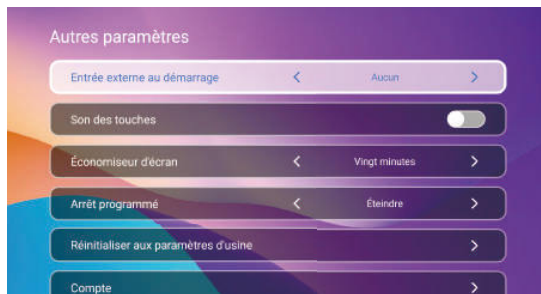 Autres paramètres
Entrée externe au démarrage < Aucun >
Son des touches
Économiseur d'écran < Vingt minutes >
Arrêt programmé < Éteindre >
Réinitialiser aux paramètres d'usine >
Compte >